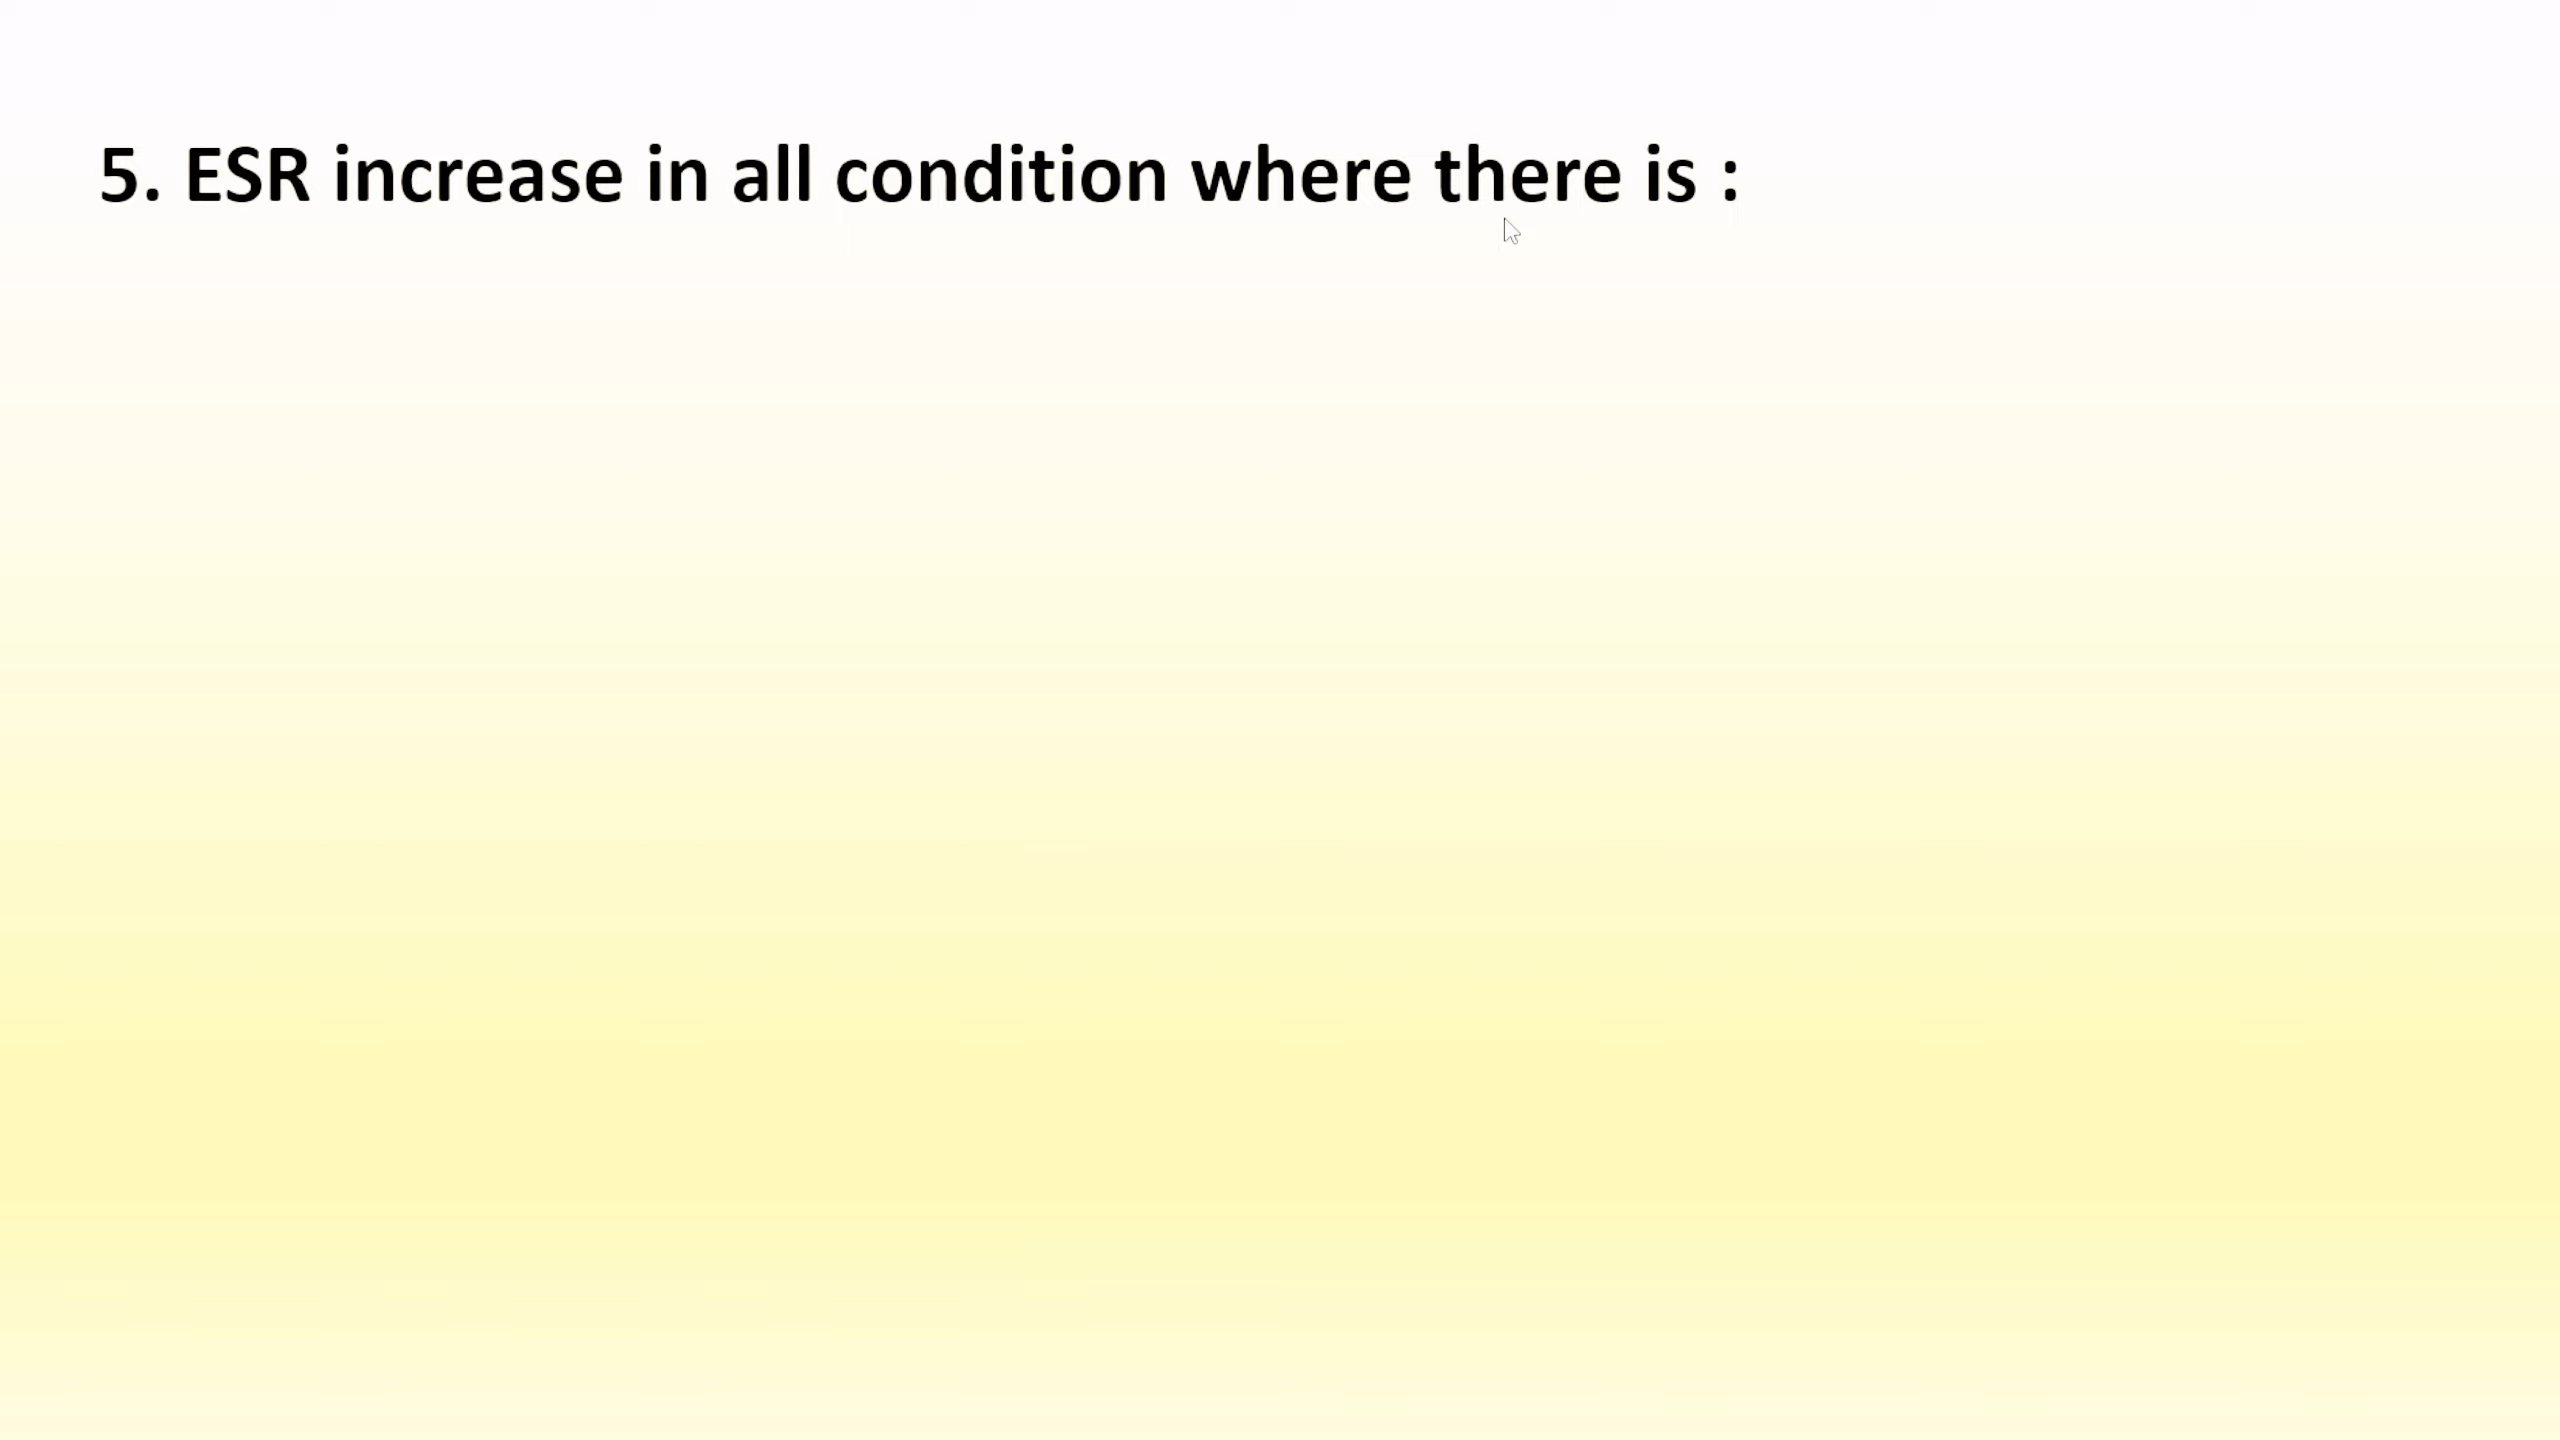 5. ESR increase in all condition where there is :